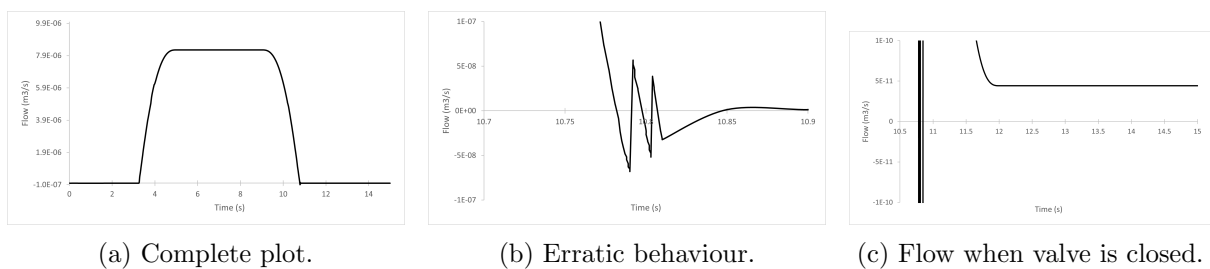 9.9E-06
7.9E-06
5.9E-06
3.9E-06
1.9E-06
-1.0E-07
Flow (m3/s)
0 2 4 6 8 10 12 14
Time (s)
1E-07
5E-08
0E+00
-5E-08
-1E-07
Flow (m3/s)
10.7 10.75 10.8 10.85 10.9
Time (s)
1E-10
5E-11
0
-5E-11
-1E-10
Flow (m3/s)
10.5 11 11.5 12 12.5 13 13.5 14 14.5 15
Time (s)
(a) Complete plot.
(b) Erratic behaviour.
(c) Flow when valve is closed.